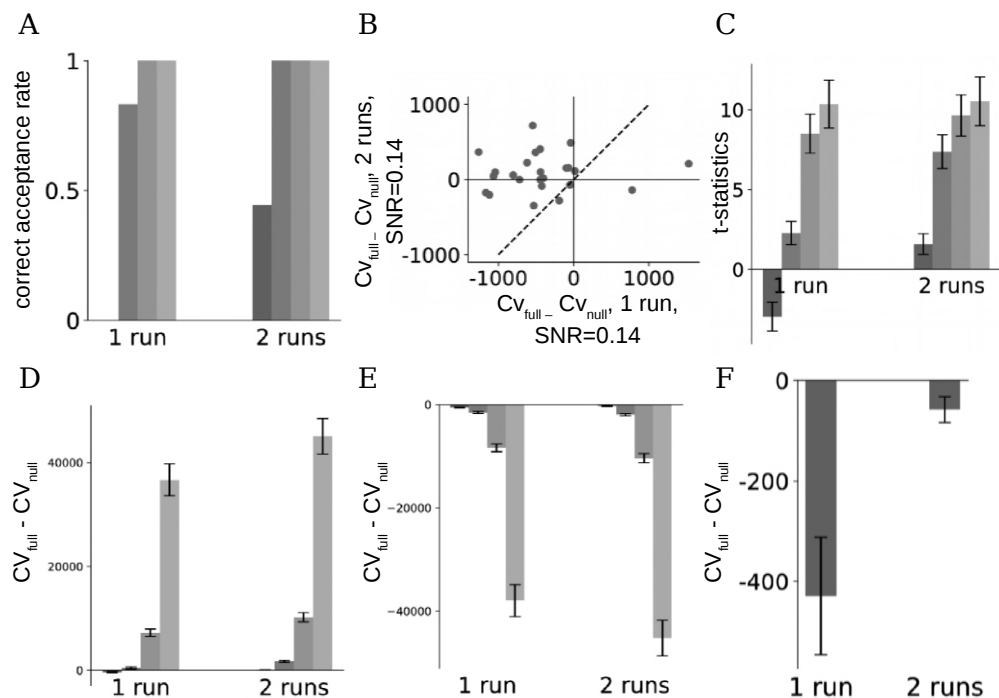 A
correct acceptance rate
1
0.5
0
1 run
2 runs
B
Cvfull – Cvnull, 2 runs,
SNR=0.14
1000
0
-1000
-1000
0
1000
Cvfull – Cvnull, 1 run,
SNR=0.14
C
t-statistics
10
5
0
1 run
2 runs
D
CVfull - CVnull
40000
20000
0
1 run
2 runs
E
CVfull - CVnull
0
−20000
−40000
1 run
2 runs
F
CVfull - CVnull
0
-200
-400
1 run
2 runs